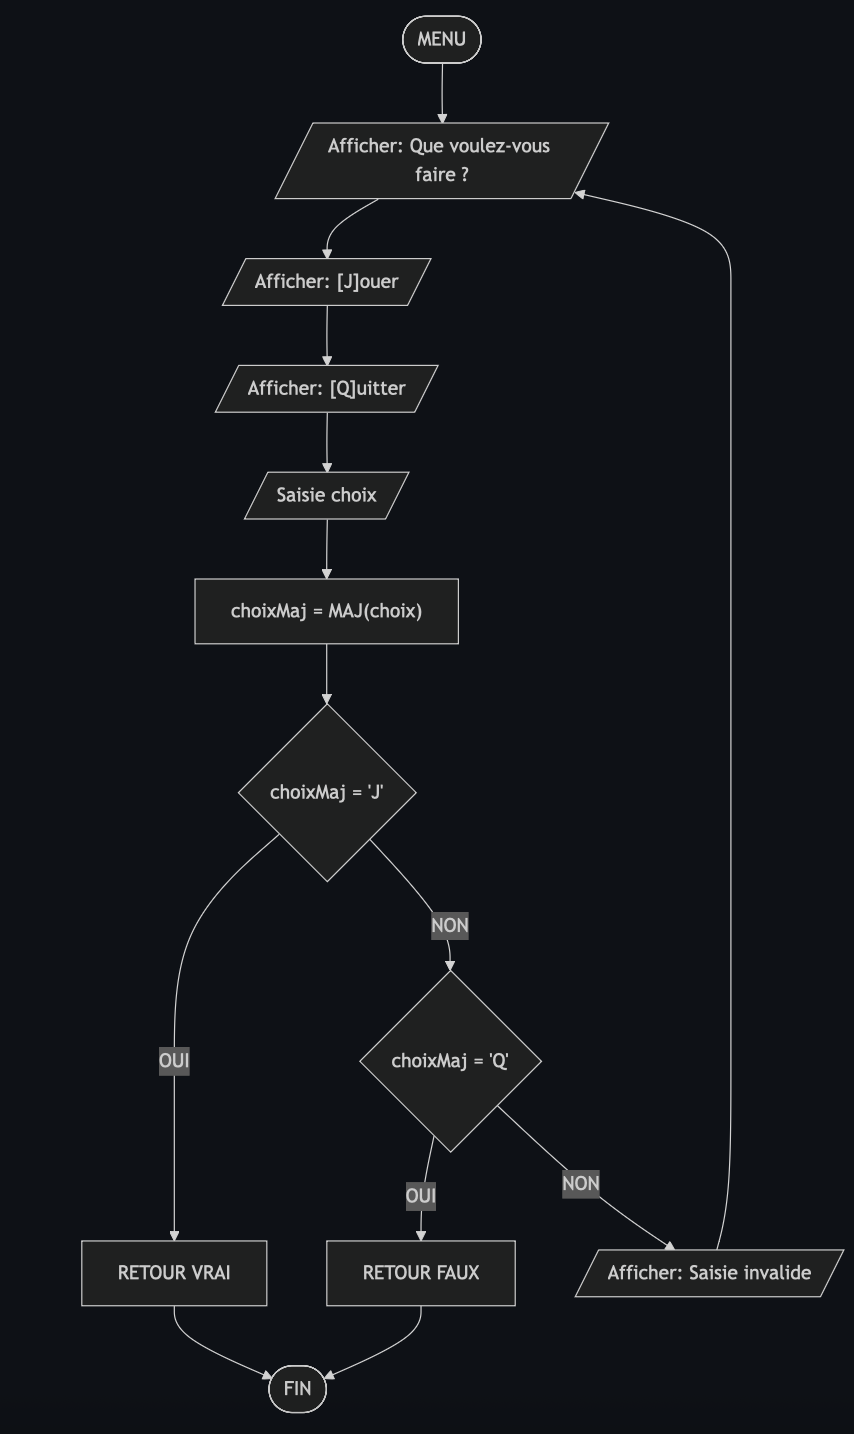 MENU
Afficher: Que voulez-vous
faire ?
Afficher: [J]ouer
Afficher: [Q]uitter
Saisie choix
choixMaj = MAJ(choix)
choixMaj = 'J'
NON
OUI
choixMaj = 'Q'
OUI
NON
RETOUR VRAI
RETOUR FAUX
Afficher: Saisie invalide
FIN